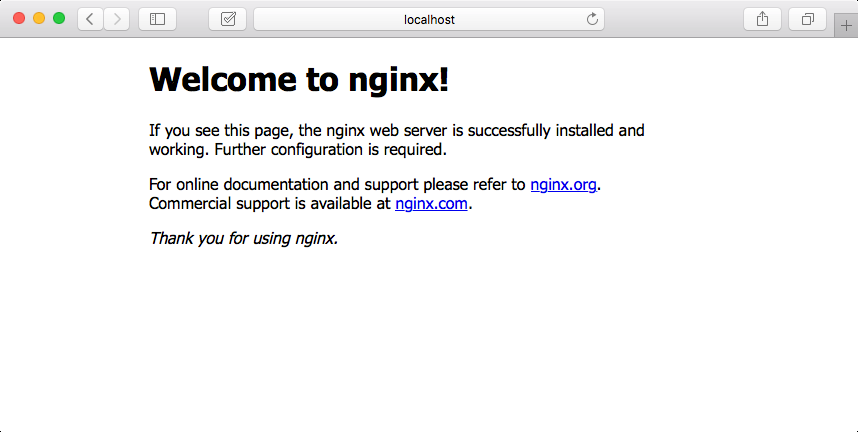 localhost
Welcome to nginx!
If you see this page, the nginx web server is successfully installed and
working. Further configuration is required.
For online documentation and support please refer to nginx.org.
Commercial support is available at nginx.com.
Thank you for using nginx.